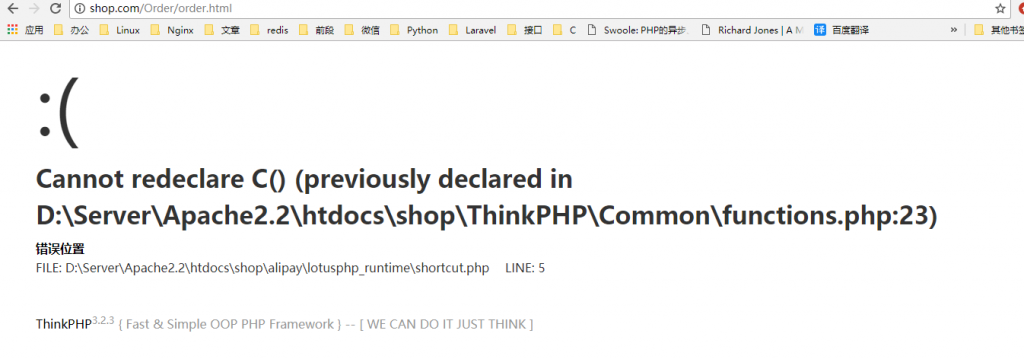 shop.com/Order/order.html
应用 办公 Linux Nginx 文章 redis 前段 微信 Python Laravel 接口 C Swoole: PHP的异步 Richard Jones | A M 译 百度翻译 » 其他书签
:(
Cannot redeclare C() (previously declared in
D:\Server\Apache2.2\htdocs\shop\ThinkPHP\Common\functions.php:23)
错误位置
FILE: D:\Server\Apache2.2\htdocs\shop\alipay\lotusphp_runtime\shortcut.php LINE: 5
ThinkPHP3.2.3 { Fast & Simple OOP PHP Framework } -- [ WE CAN DO IT JUST THINK ]